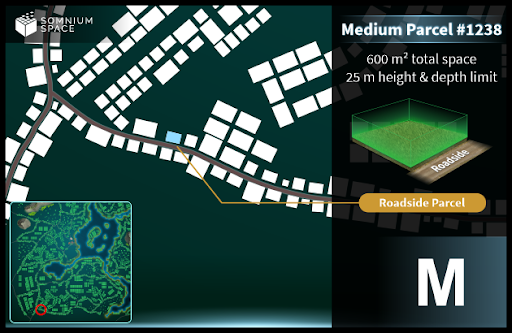 SOMNIUM
SPACE
Medium Parcel #1238
600 m² total space
25 m height & depth limit
Roadside
Roadside Parcel
M